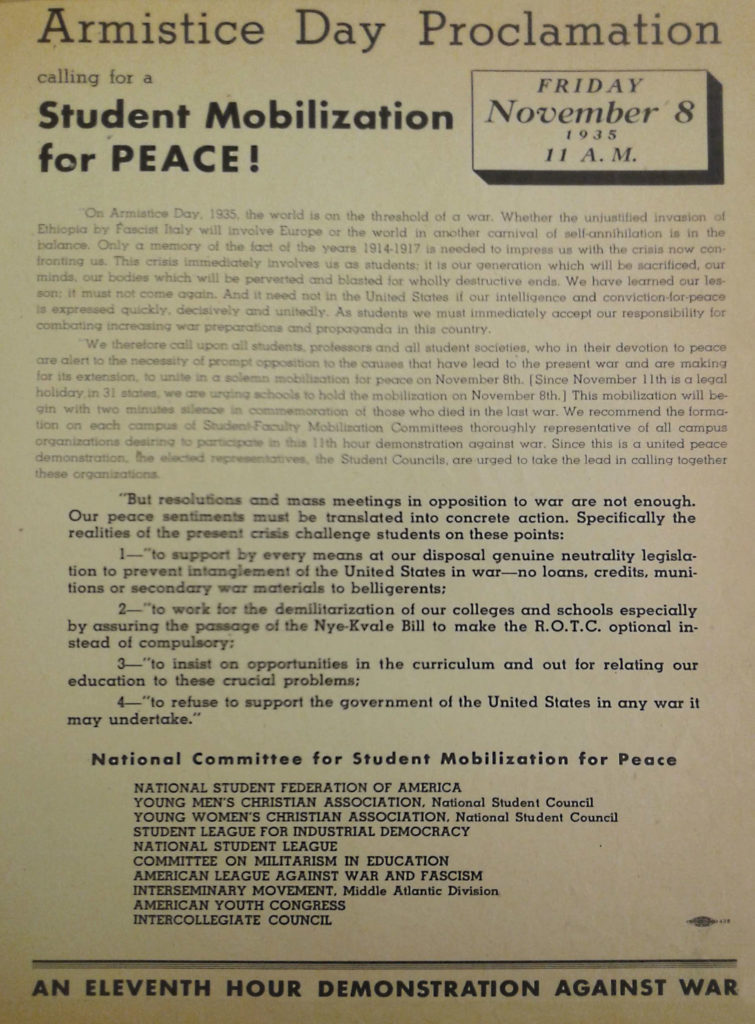 Armistice Day Proclamation
calling for a
Student Mobilization
for PEACE!
FRIDAY
November 8
1935
11 A. M.
"On Armistice Day, 1935, the world is on the threshold of a war. Whether the unjustified invasion of
Ethiopia by Fascist Italy will involve Europe or the world in another carnival of self-annihilation is in the
balance. Only a memory of the fact of the years 1914-1917 is needed to impress us with the crisis now con-
fronting us. This crisis immediately involves us as students; it is our generation which will be sacrificed, our
minds, our bodies which will be perverted and blasted for wholly destructive ends. We have learned our les-
son; it must not come again. And it need not in the United States if our intelligence and conviction-for-peace
is expressed quickly, decisively and unitedly. As students we must immediately accept our responsibility for
combating increasing war preparations and propaganda in this country.
"We therefore call upon all students, professors and all student societies, who in their devotion to peace
are alert to the necessity of prompt opposition to the causes that have lead to the present war and are making
for its extension, to unite in a solemn mobilization for peace on November 8th. [Since November 11th is a legal
holiday in 31 states, we are urging schools to hold the mobilization on November 8th.] This mobilization will be-
gin with two minutes silence in commemoration of those who died in the last war. We recommend the forma-
tion on each campus of Student-Faculty Mobilization Committees thoroughly representative of all campus
organizations desiring to participate in this 11th hour demonstration against war. Since this is a united peace
demonstration, the elected representatives, the Student Councils, are urged to take the lead in calling together
these organizations.
"But resolutions and mass meetings in opposition to war are not enough.
Our peace sentiments must be translated into concrete action. Specifically the
realities of the present crisis challenge students on these points:
1—"to support by every means at our disposal genuine neutrality legisla-
tion to prevent intanglement of the United States in war—no loans, credits, muni-
tions or secondary war materials to belligerents;
2—"to work for the demilitarization of our colleges and schools especially
by assuring the passage of the Nye-Kvale Bill to make the R.O.T.C. optional in-
stead of compulsory;
3—"to insist on opportunities in the curriculum and out for relating our
education to these crucial problems;
4—"to refuse to support the government of the United States in any war it
may undertake."
National Committee for Student Mobilization for Peace
NATIONAL STUDENT FEDERATION OF AMERICA
YOUNG MEN'S CHRISTIAN ASSOCIATION, National Student Council
YOUNG WOMEN'S CHRISTIAN ASSOCIATION, National Student Council
STUDENT LEAGUE FOR INDUSTRIAL DEMOCRACY
NATIONAL STUDENT LEAGUE
COMMITTEE ON MILITARISM IN EDUCATION
AMERICAN LEAGUE AGAINST WAR AND FASCISM
INTERSEMINARY MOVEMENT, Middle Atlantic Division
AMERICAN YOUTH CONGRESS
INTERCOLLEGIATE COUNCIL
AN ELEVENTH HOUR DEMONSTRATION AGAINST WAR